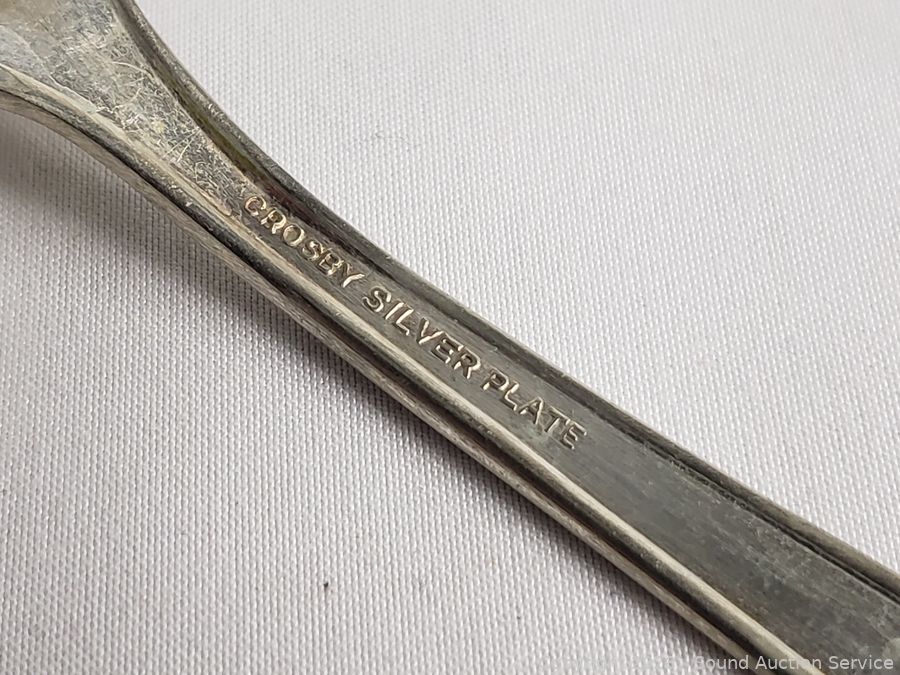 CROSBY SILVER PLATE
Sound Auction Service